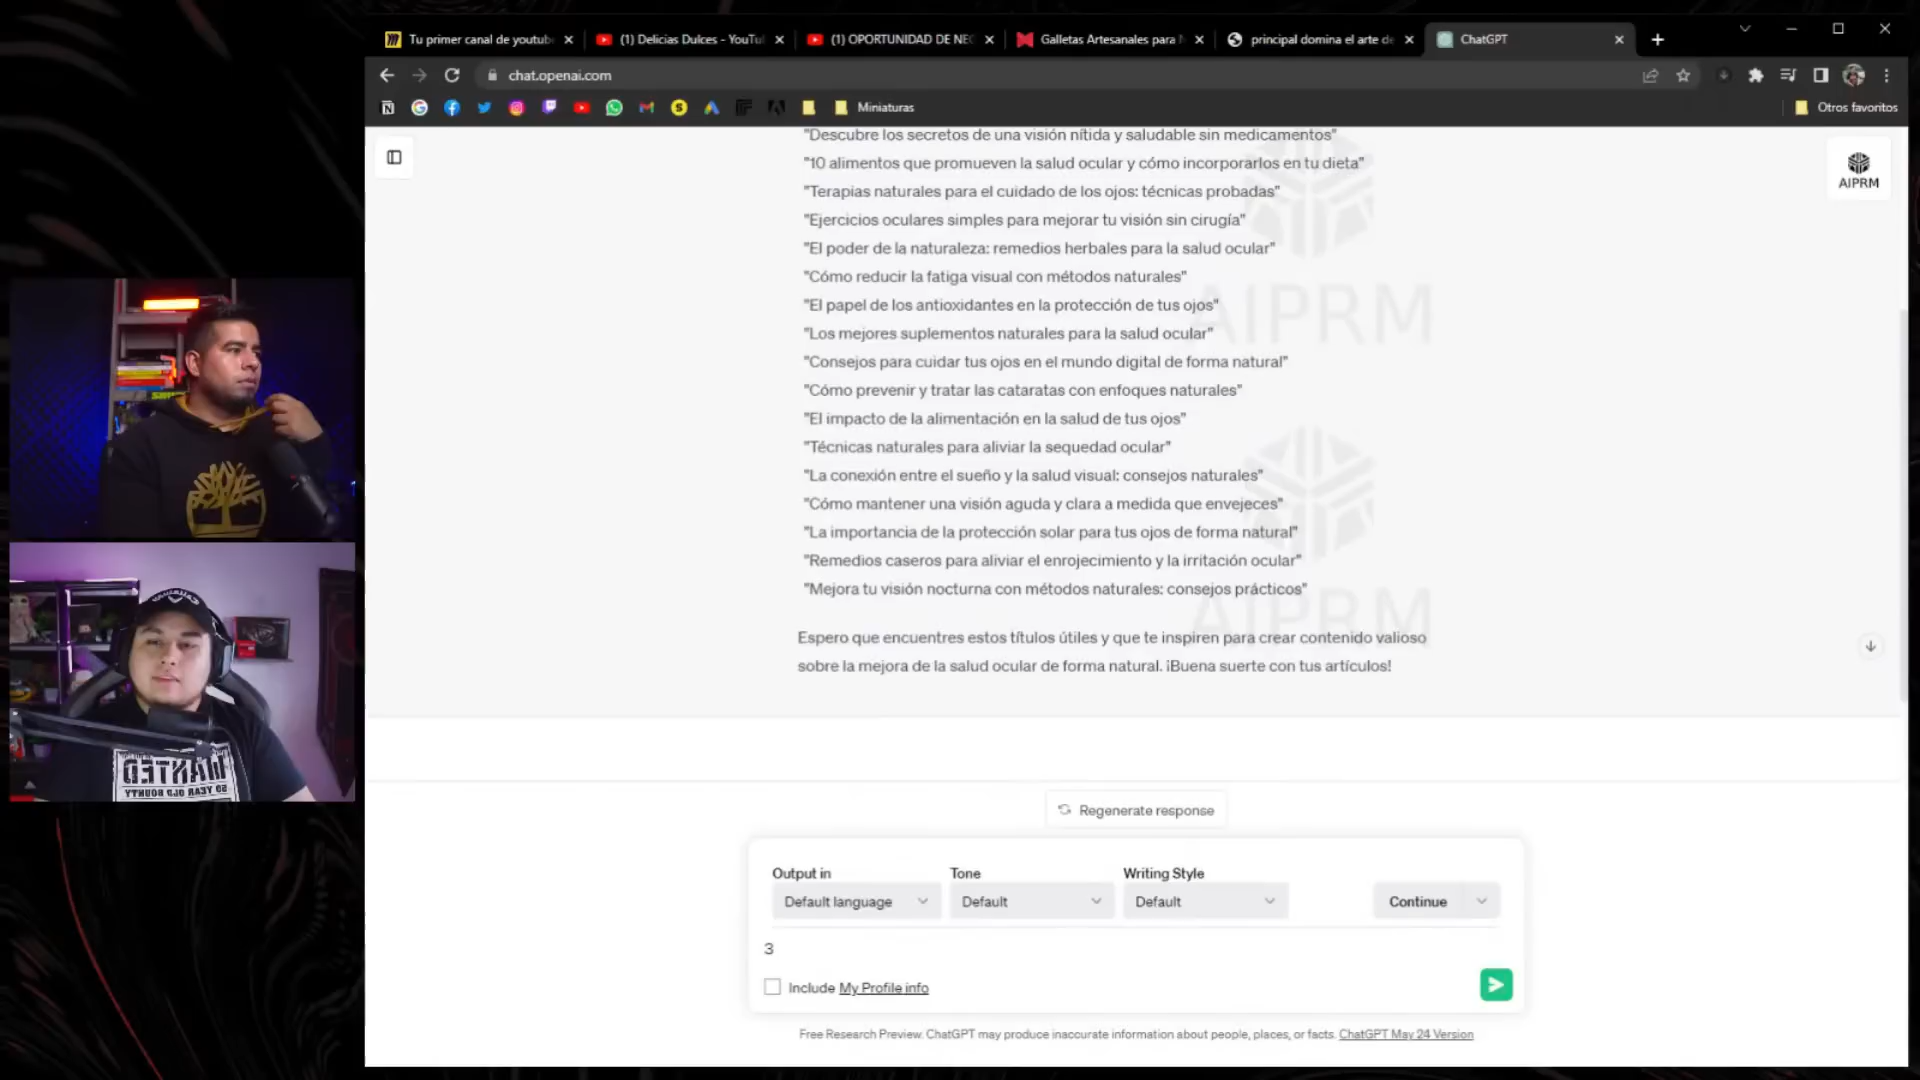 Tu primer canal de youtub
(1) Delicias Dulces - YouTu
(1) OPORTUNIDAD DE NEC
Galletas Artesanales para
principal domina el arte de
ChatGPT
chat.openai.com
Miniaturas
Otros favoritos
"Descubre los secretos de una visión nítida y saludable sin medicamentos"
"10 alimentos que promueven la salud ocular y cómo incorporarlos en tu dieta"
"Terapias naturales para el cuidado de los ojos: técnicas probadas"
"Ejercicios oculares simples para mejorar tu visión sin cirugía"
"El poder de la naturaleza: remedios herbales para la salud ocular"
"Cómo reducir la fatiga visual con métodos naturales"
"El papel de los antioxidantes en la protección de tus ojos"
"Los mejores suplementos naturales para la salud ocular"
"Consejos para cuidar tus ojos en el mundo digital de forma natural"
"Cómo prevenir y tratar las cataratas con enfoques naturales"
"El impacto de la alimentación en la salud de tus ojos"
"Técnicas naturales para aliviar la sequedad ocular"
"La conexión entre el sueño y la salud visual: consejos naturales"
"Cómo mantener una visión aguda y clara a medida que envejeces"
"La importancia de la protección solar para tus ojos de forma natural"
"Remedios caseros para aliviar el enrojecimiento y la irritación ocular"
"Mejora tu visión nocturna con métodos naturales: consejos prácticos"
Espero que encuentres estos títulos útiles y que te inspiren para crear contenido valioso
sobre la mejora de la salud ocular de forma natural. ¡Buena suerte con tus artículos!
AIPRM
AIPRM
AIPRM
Regenerate response
Output in
Tone
Writing Style
Default language
Default
Default
Continue
3
Include My Profile info
Free Research Preview. ChatGPT may produce inaccurate information about people, places, or facts. ChatGPT May 24 Version
WANTED
50 YEAR OLD BOUNTY